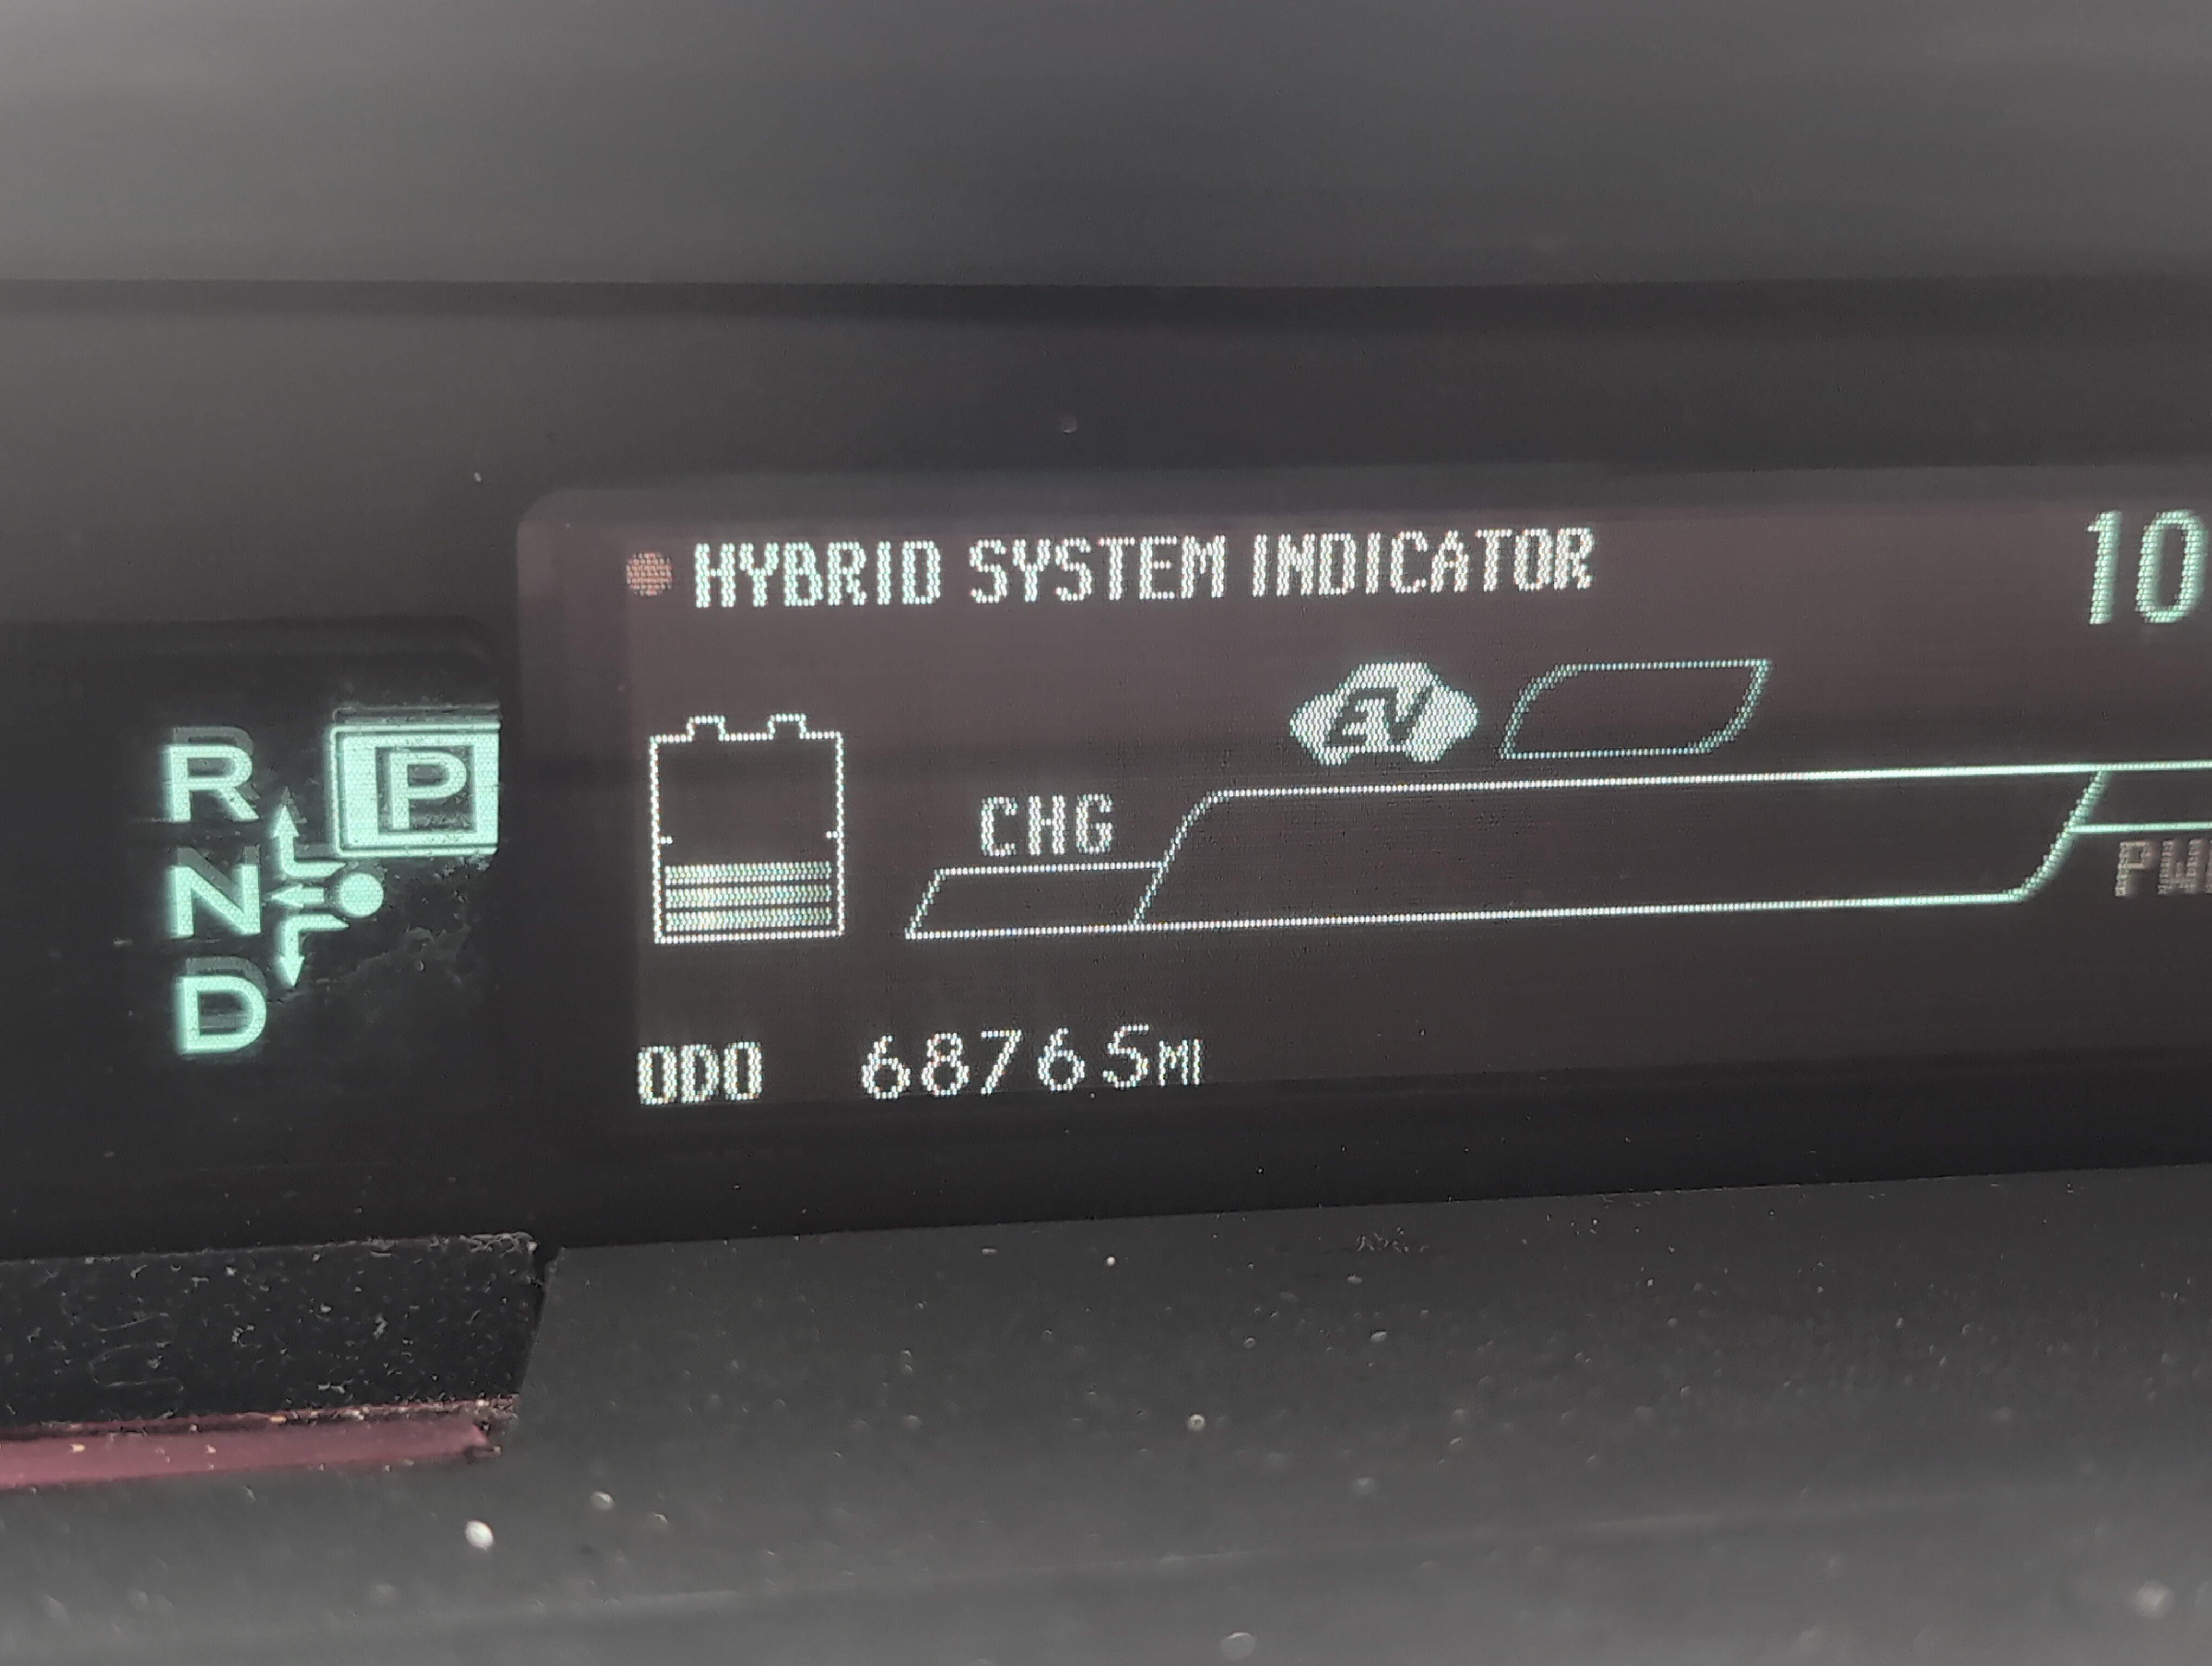 HYBRID SYSTEM INDICATOR
10
EV
P
R
CHG
N
D
ODO 68765MI